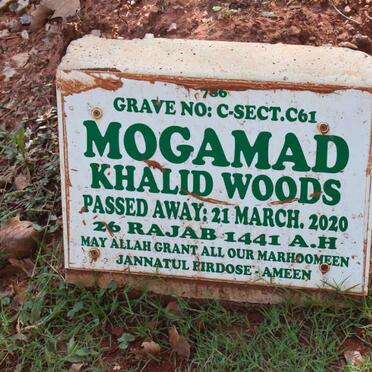 786
GRAVE NO: C-SECT.C61
MOGAMAD
KHALID WOODS
PASSED AWAY: 21 MARCH. 2020
26 RAJAB 1441 A.H
MAY ALLAH GRANT ALL OUR MARHOOMEEN
JANNATUL FIRDOSE - AMEEN